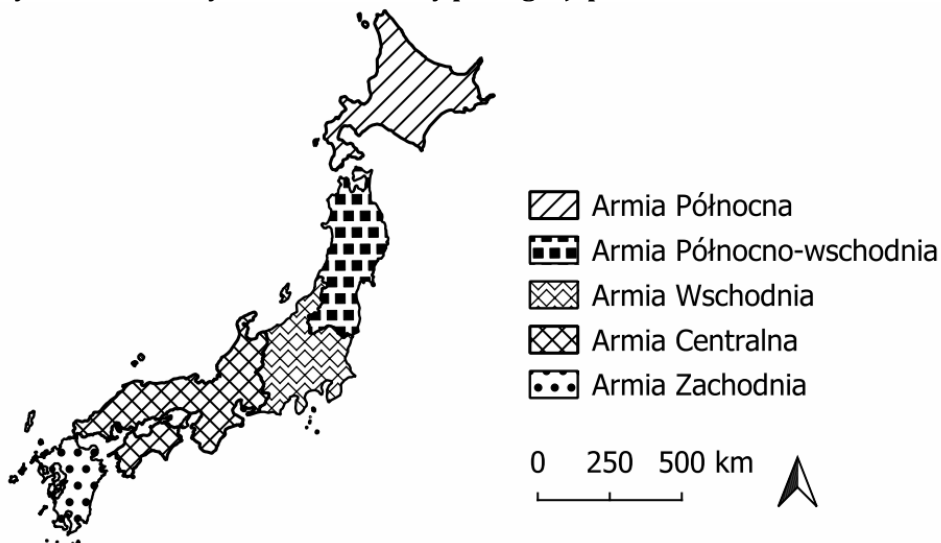 Armia Północna
Armia Północno-wschodnia
Armia Wschodnia
Armia Centralna
Armia Zachodnia
0 250 500 km